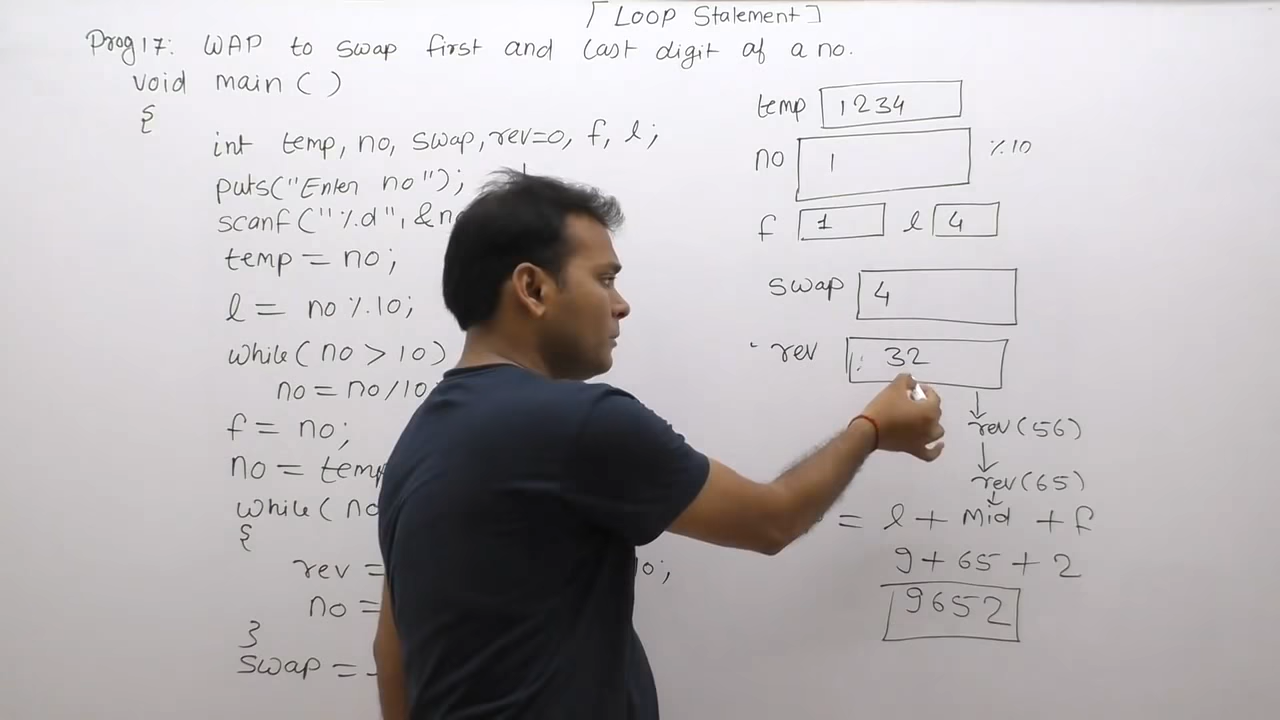 [Loop Statement]
Prog17: WAP to swap first and last digit of a no.
void main ( )
{
int temp, no, swap, rev=0, f, l;
puts("Enter no");
scanf("%d", &n
temp = no;
l = no % 10;
while( no > 10)
no = no/10
f = no;
no = temp
while( no
{
rev =
10;
no =
}
swap =
temp 1234
no 1 %10
f 1 l 4
swap 4
rev 32
rev(56)
rev(65)
= l + Mid + f
9 + 65 + 2
9652